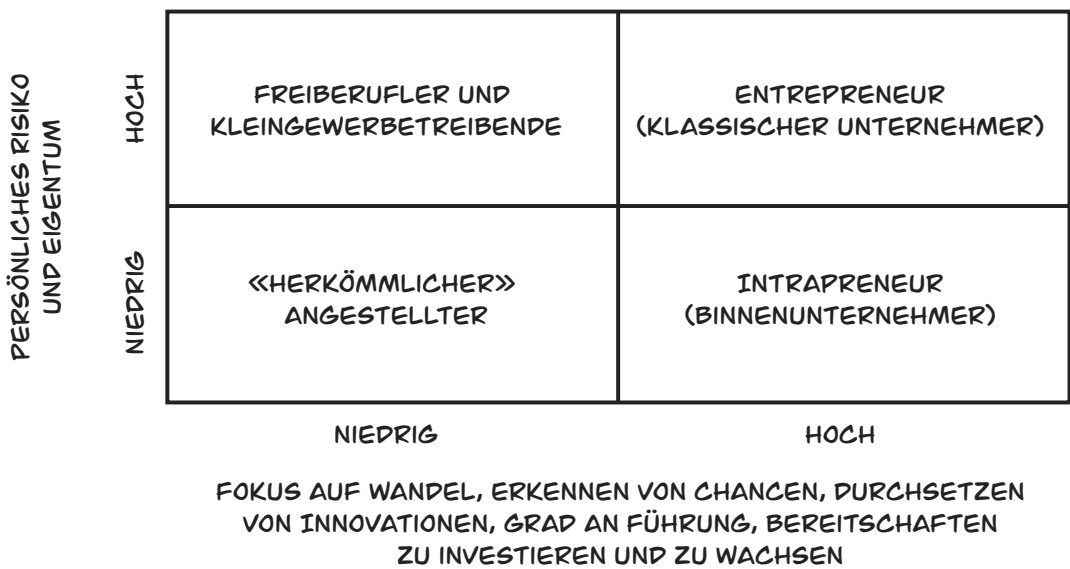 PERSÖNLICHES RISIKO
UND EIGENTUM
HOCH
FREIBERUFLER UND
KLEINGEWERBETREIBENDE
ENTREPRENEUR
(KLASSISCHER UNTERNEHMER)
NIEDRIG
«HERKÖMMLICHER»
ANGESTELLTER
INTRAPRENEUR
(BINNENUNTERNEHMER)
NIEDRIG
HOCH
FOKUS AUF WANDEL, ERKENNEN VON CHANCEN, DURCHSETZEN
VON INNOVATIONEN, GRAD AN FÜHRUNG, BEREITSCHAFTEN
ZU INVESTIEREN UND ZU WACHSEN